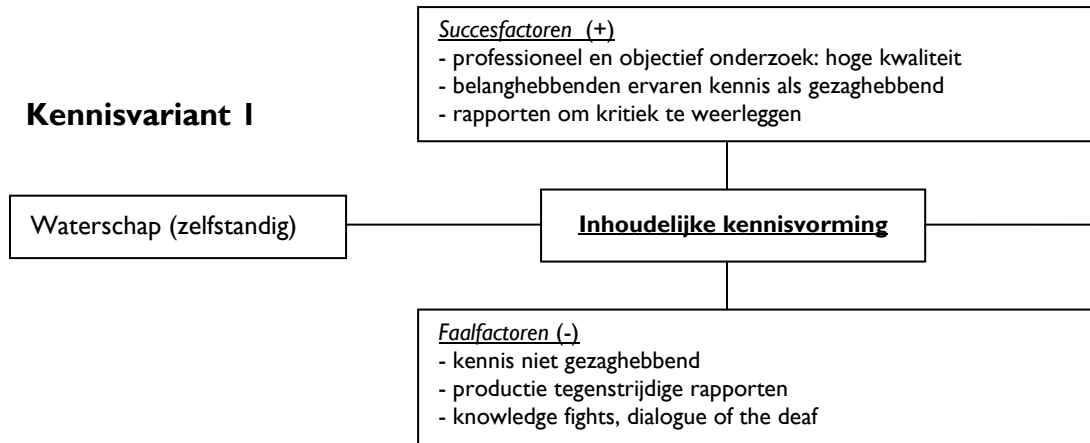 Succesfactoren (+)
- professioneel en objectief onderzoek: hoge kwaliteit
- belanghebbenden ervaren kennis als gezaghebbend
- rapporten om kritiek te weerleggen
Kennisvariant 1
Waterschap (zelfstandig)
Inhoudelijke kennisvorming
Faalfactoren (-)
- kennis niet gezaghebbend
- productie tegenstrijdige rapporten
- knowledge fights, dialogue of the deaf